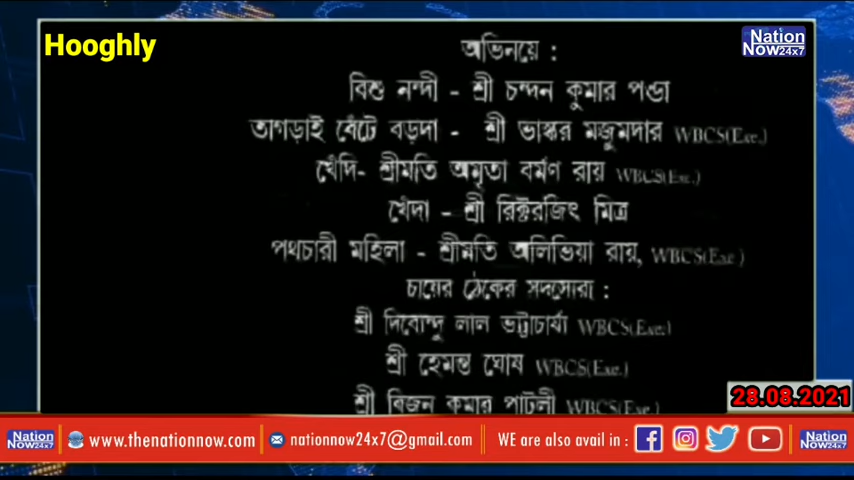 Hooghly
Nation
Now24x7
অভিনয়ে :
বিশু নন্দী - শ্রী চন্দন কুমার পণ্ডা
তাগড়াই বেঁটে বড়দা - শ্রী ভাস্কর মজুমদার WBCS(Exe.)
খেঁদি- শ্রীমতি অমৃতা বর্মণ রায় WBCS(Exe.)
খেঁদা - শ্রী রিক্টরজিৎ মিত্র
পথচারী মহিলা - শ্রীমতি অলিভিয়া রায়, WBCS(Exe.)
চায়ের ঠেকের সদস্যেরা :
শ্রী দিবেন্দু লাল ভট্টাচার্য্য WBCS(Exe.)
শ্রী হেমন্ত ঘোষ WBCS(Exe.)
শ্রী বিজন কুমার পাটলী WBCS(Exe.)
28.08.2021
Nation
Now24x7
www.thenationnow.com
nationnow24x7@gmail.com
WE are also avail in :
Nation
Now24x7